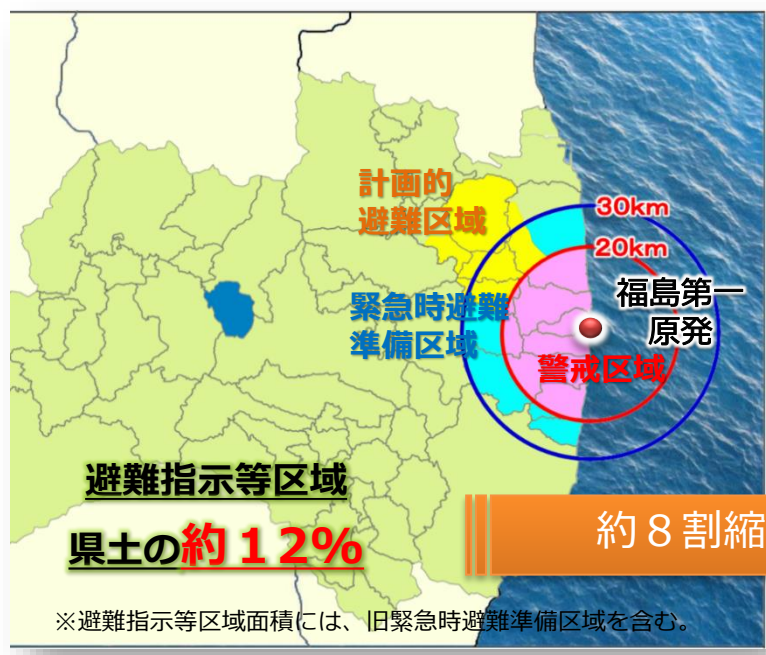 計画的
避難区域
30km
20km
福島第一
原発
緊急時避難
準備区域
警戒区域
避難指示等区域
県土の約１２%
約８割縮
※避難指示等区域面積には、旧緊急時避難準備区域を含む。